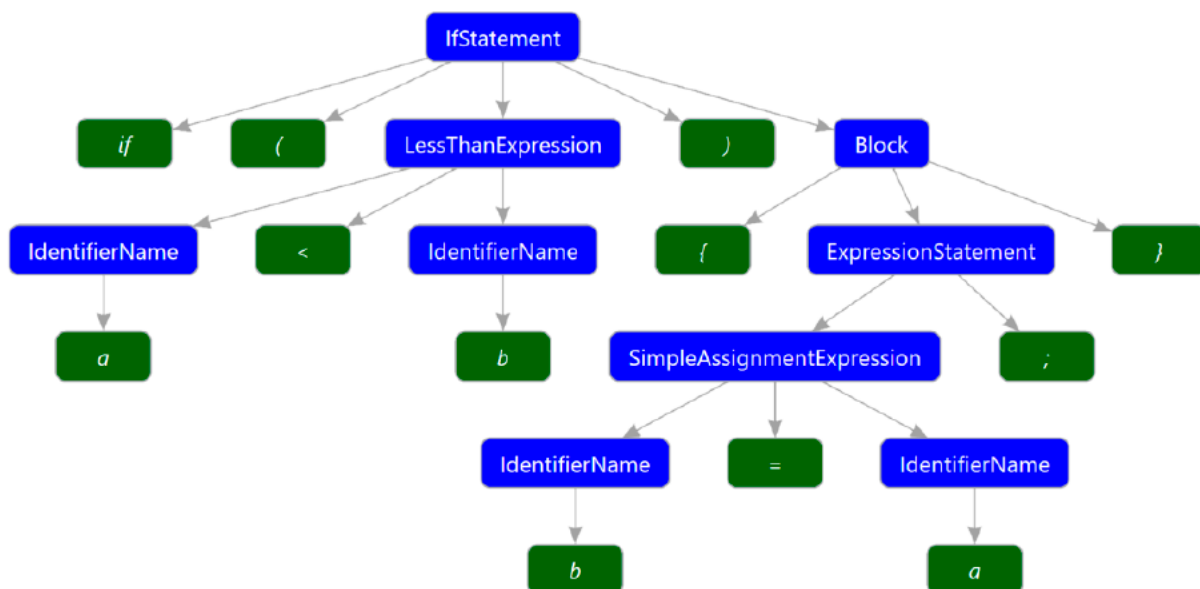 IfStatement
if ( LessThanExpression ) Block
IdentifierName < IdentifierName { ExpressionStatement }
a b SimpleAssignmentExpression ;
IdentifierName = IdentifierName
b a